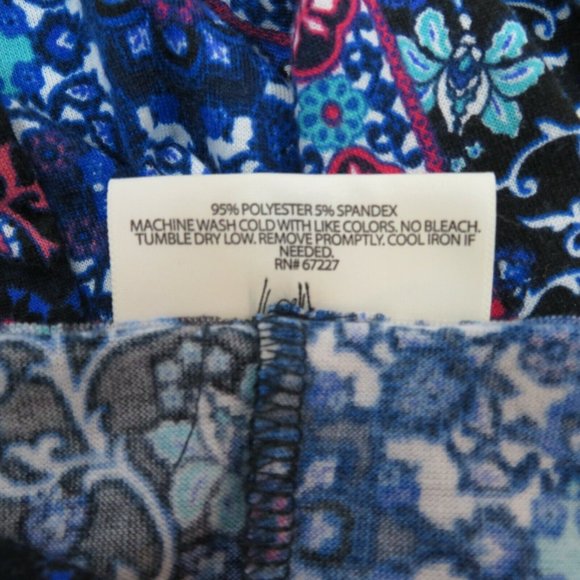 95% POLYESTER 5% SPANDEX
MACHINE WASH COLD WITH LIKE COLORS. NO BLEACH.
TUMBLE DRY LOW. REMOVE PROMPTLY. COOL IRON IF
NEEDED.
RN# 67227